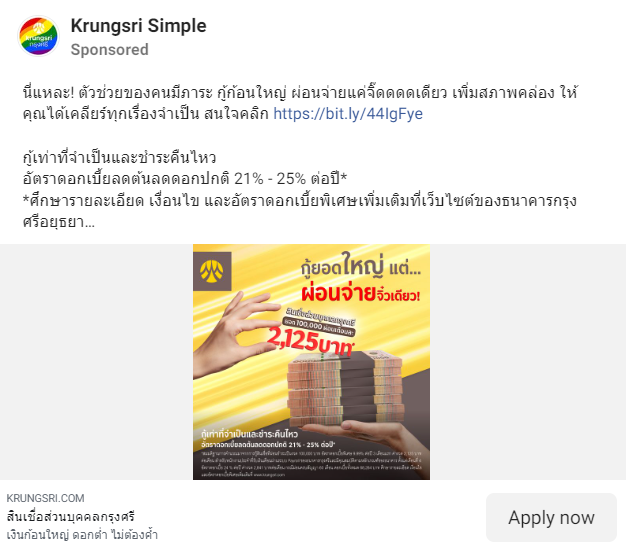 Krungsri Simple
Sponsored
krungsri
กรุงศรี
นี่แหละ! ตัวช่วยของคนมีภาระ กู้ก้อนใหญ่ ผ่อนจ่ายแค่จิ๊ดดดดเดียว เพิ่มสภาพคล่อง ให้
คุณได้เคลียร์ทุกเรื่องจำเป็น สนใจคลิก https://bit.ly/44IgFye
กู้เท่าที่จำเป็นและชำระคืนไหว
อัตราดอกเบี้ยลดต้นลดดอกปกติ 21% - 25% ต่อปี*
*ศึกษารายละเอียด เงื่อนไข และอัตราดอกเบี้ยพิเศษเพิ่มเติมที่เว็บไซต์ของธนาคารกรุง
ศรีอยุธยา...
กู้ยอดใหญ่ แต่...
ผ่อนจ่ายจิ๋วเดียว!
สินเชื่อส่วนบุคคลกรุงศรี
ยอด 100,000 ผ่อนเดือนละ
2,125บาท*
กู้เท่าที่จำเป็นและชำระคืนไหว
อัตราดอกเบี้ยลดต้นลดดอกปกติ 21% - 25% ต่อปี*
KRUNGSRI.COM
สินเชื่อส่วนบุคคลกรุงศรี
เงินก้อนใหญ่ ดอกต่ำ ไม่ต้องค้ำ
Apply now